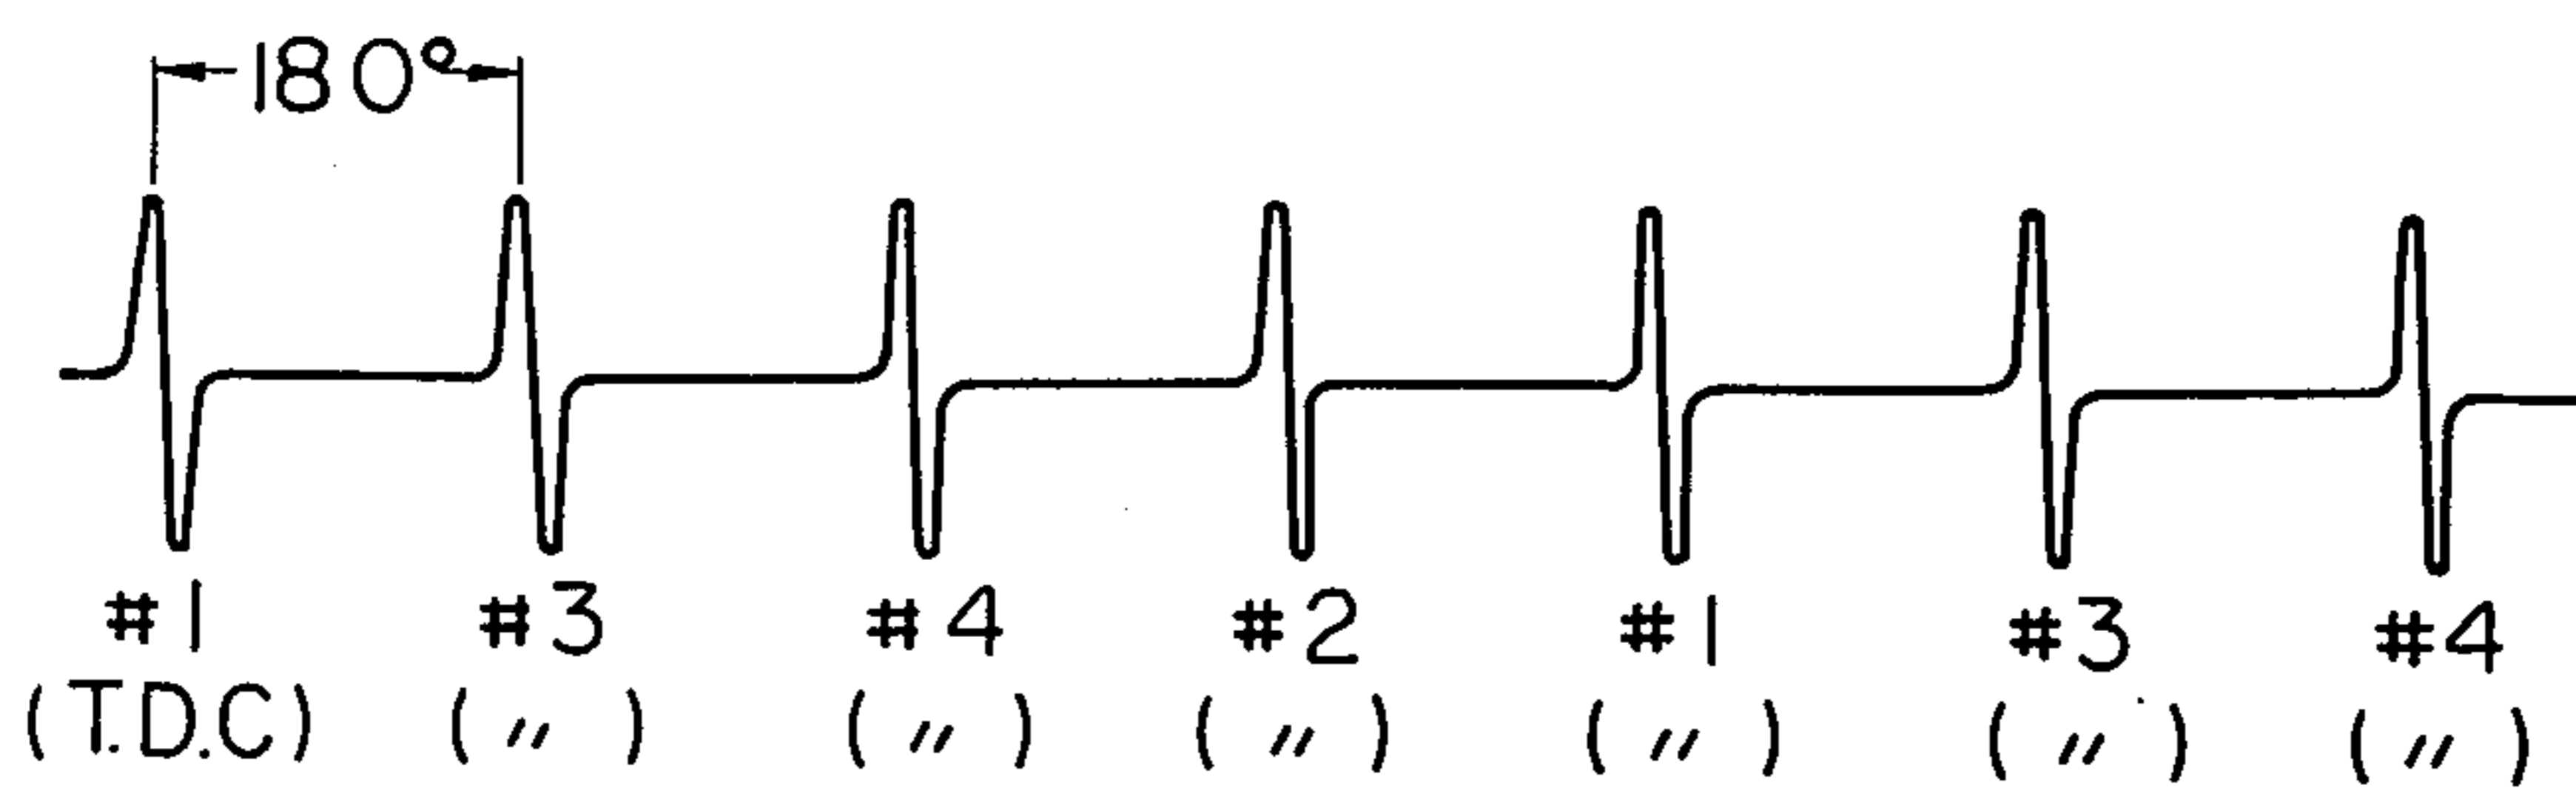 180°
#1 #3 #4 #2 #1 #3 #4
(T.D.C) ( 〃 ) ( 〃 ) ( 〃 ) ( 〃 ) ( 〃 ) ( 〃 )